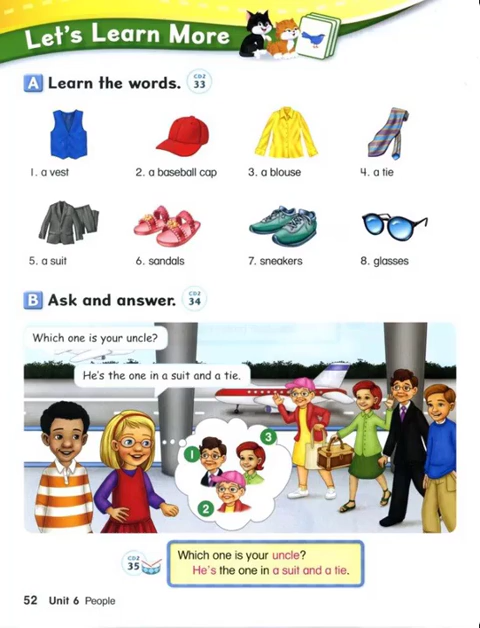 Let's Learn More
A Learn the words. CD2 33
1. a vest
2. a baseball cap
3. a blouse
4. a tie
5. a suit
6. sandals
7. sneakers
8. glasses
B Ask and answer. CD2 34
Which one is your uncle?
He's the one in a suit and a tie.
1
3
2
CD2 35
Which one is your uncle?
He's the one in a suit and a tie.
52 Unit 6 People